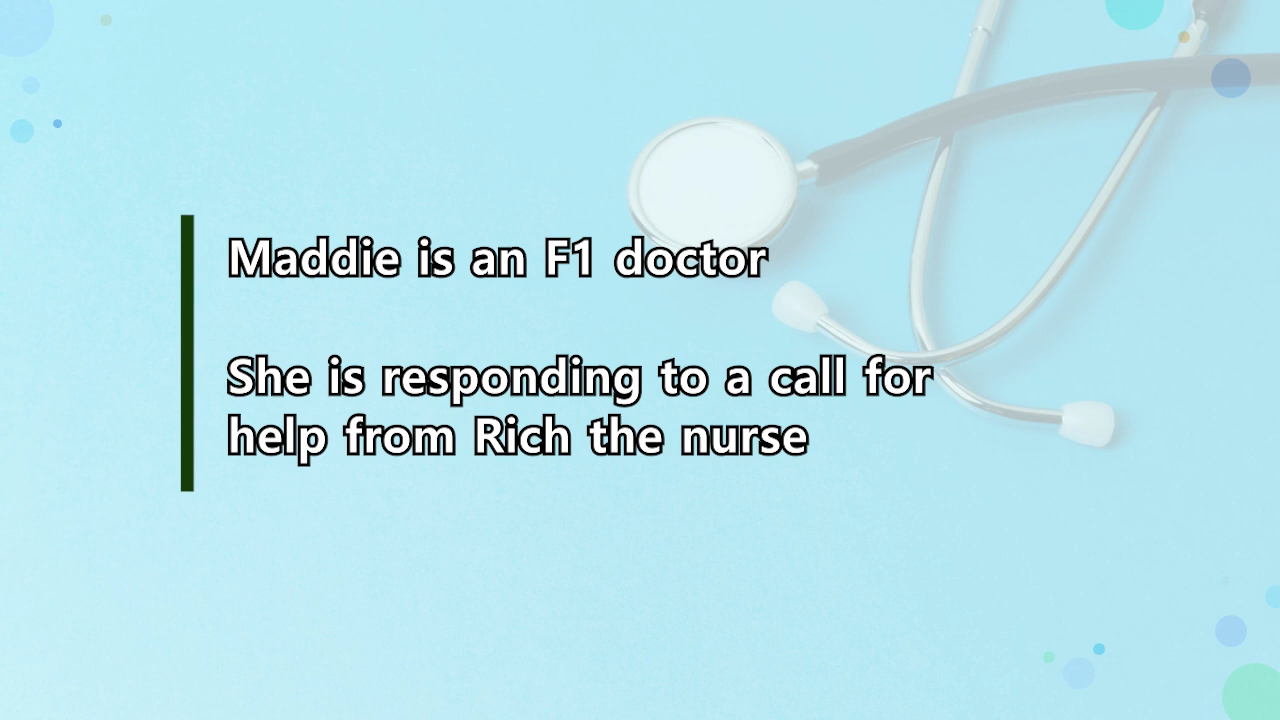 Maddie is an F1 doctor
She is responding to a call for
help from Rich the nurse